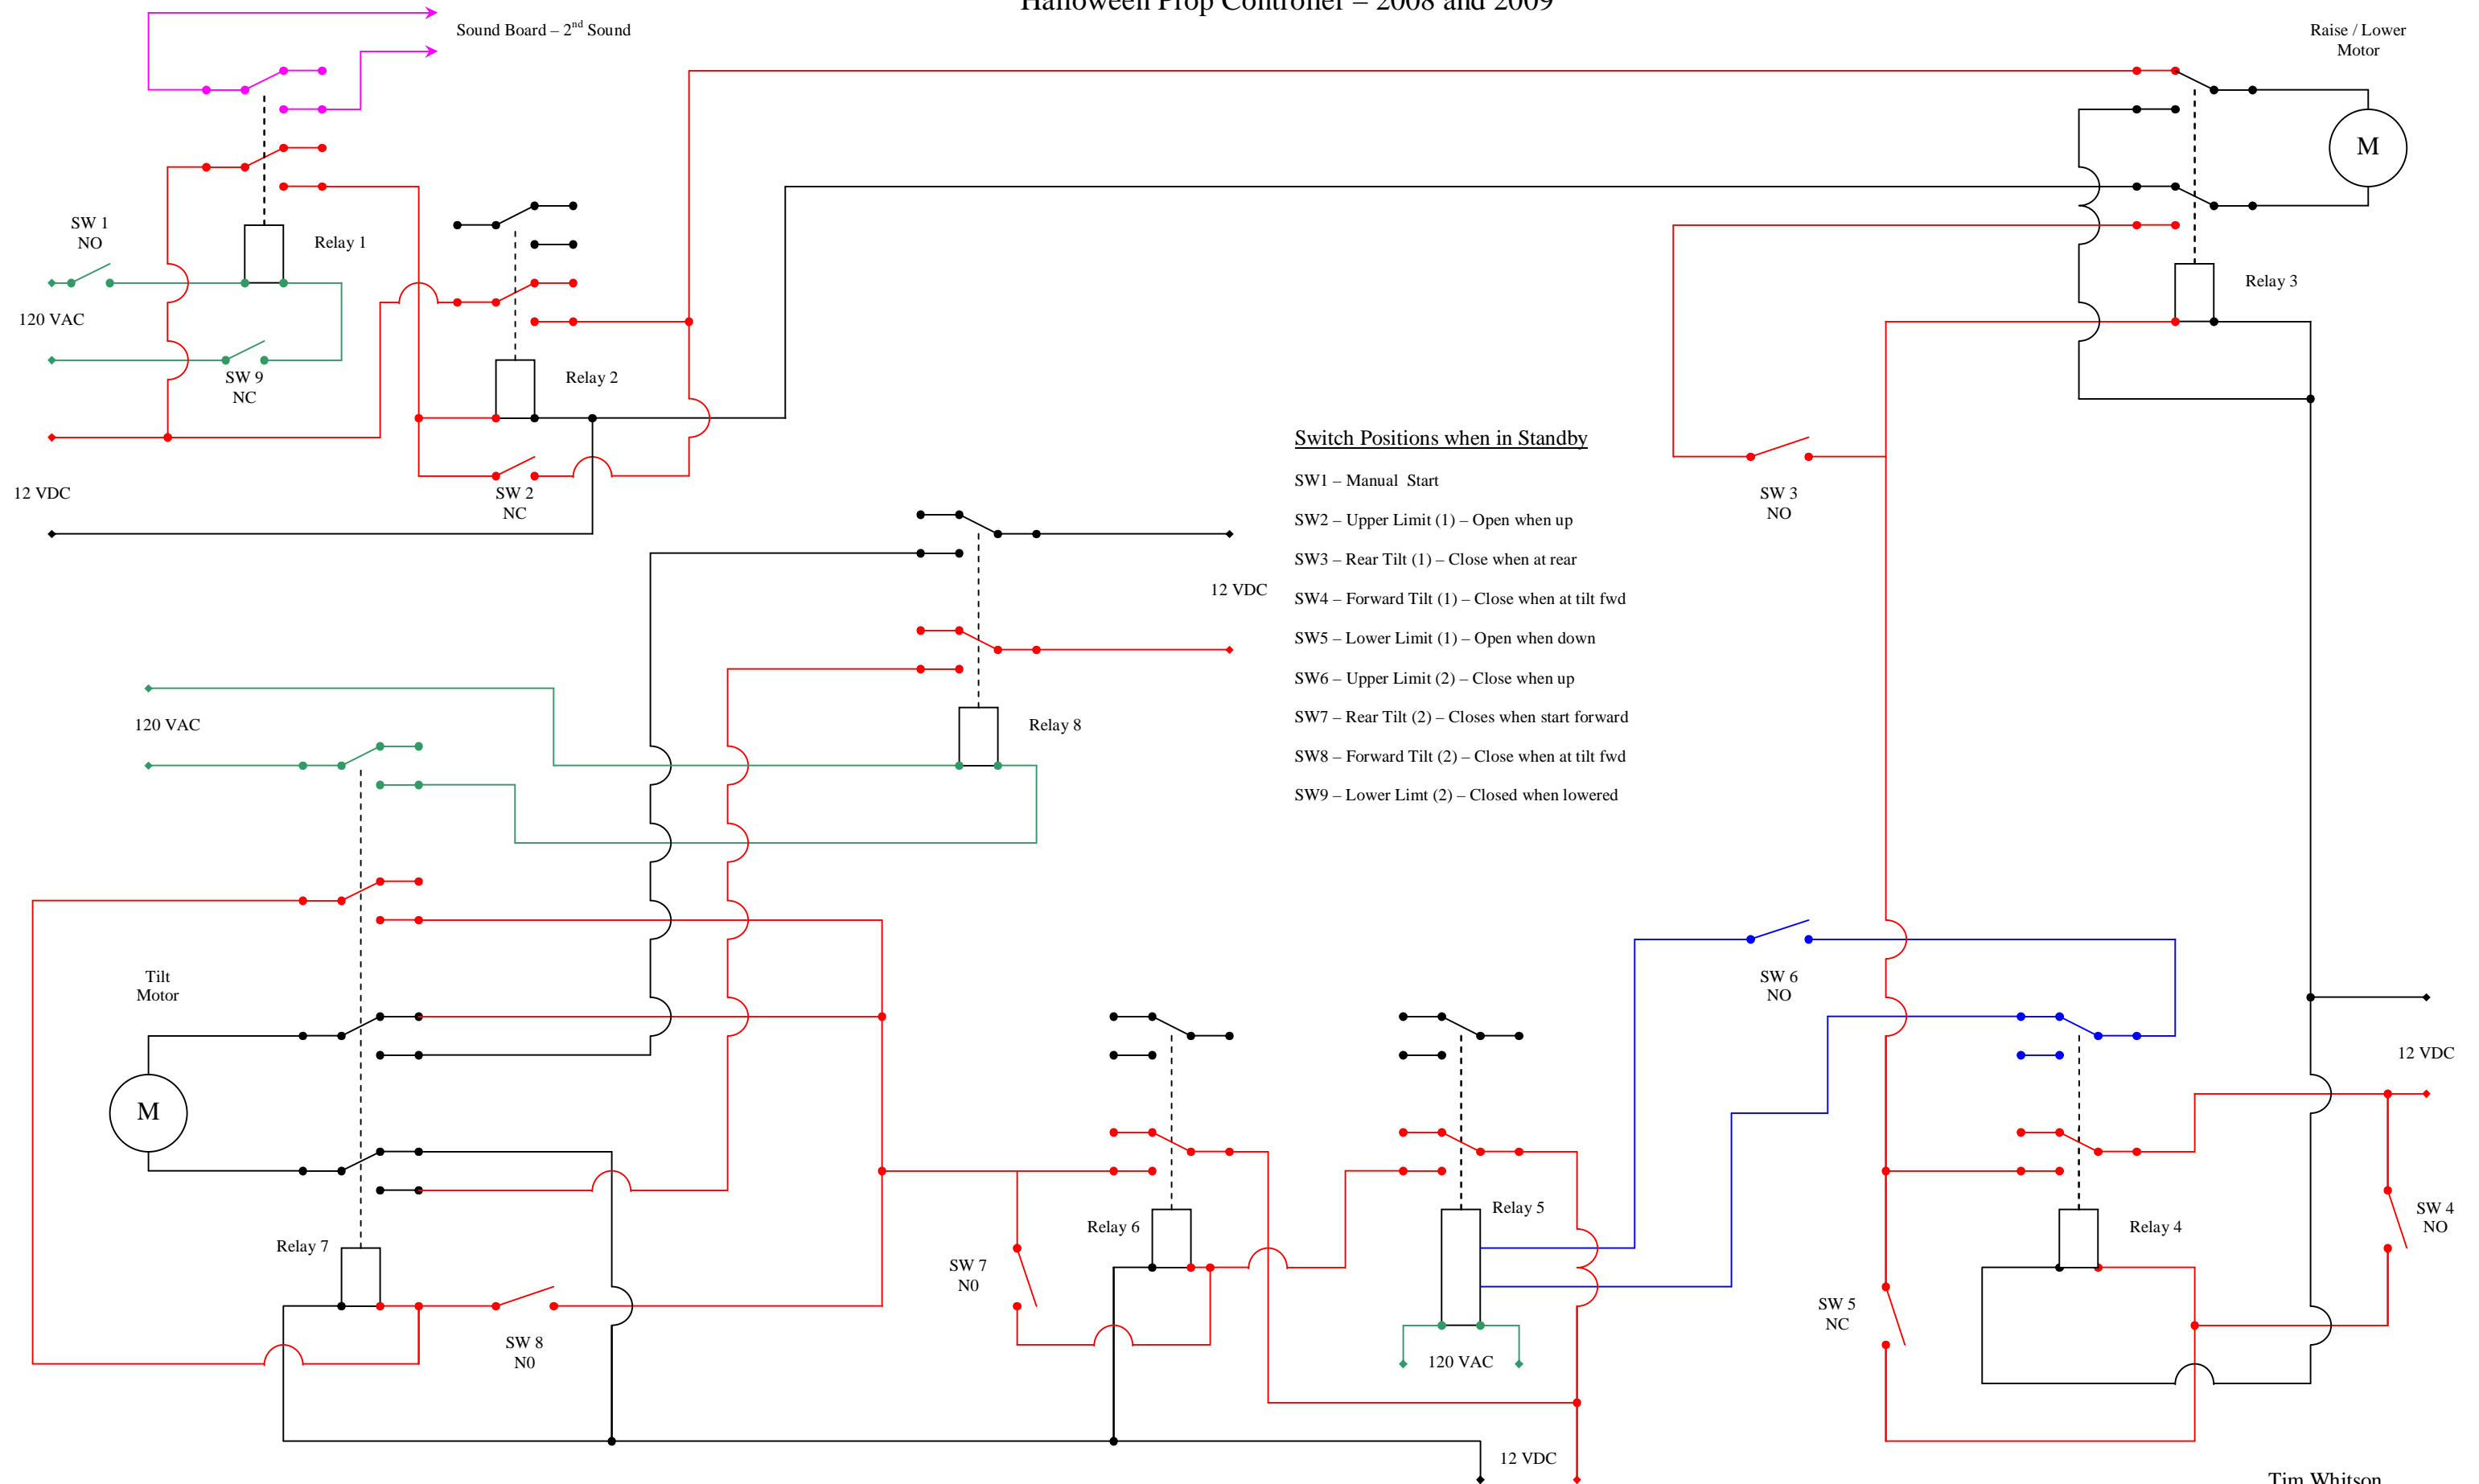 Halloween Prop Controller – 2008 and 2009
Sound Board – 2nd Sound
Raise / Lower
Motor
M
SW 1
NO
Relay 1
120 VAC
SW 9
NC
Relay 2
Relay 3
12 VDC
SW 2
NC
SW 3
NO
Switch Positions when in Standby
SW1 – Manual Start
SW2 – Upper Limit (1) – Open when up
SW3 – Rear Tilt (1) – Close when at rear
SW4 – Forward Tilt (1) – Close when at tilt fwd
SW5 – Lower Limit (1) – Open when down
SW6 – Upper Limit (2) – Close when up
SW7 – Rear Tilt (2) – Closes when start forward
SW8 – Forward Tilt (2) – Close when at tilt fwd
SW9 – Lower Limt (2) – Closed when lowered
12 VDC
120 VAC
Relay 8
Tilt
Motor
M
SW 6
NO
12 VDC
Relay 7
SW 8
N0
SW 7
N0
Relay 6
Relay 5
120 VAC
Relay 4
SW 4
NO
SW 5
NC
12 VDC
Tim Whitson